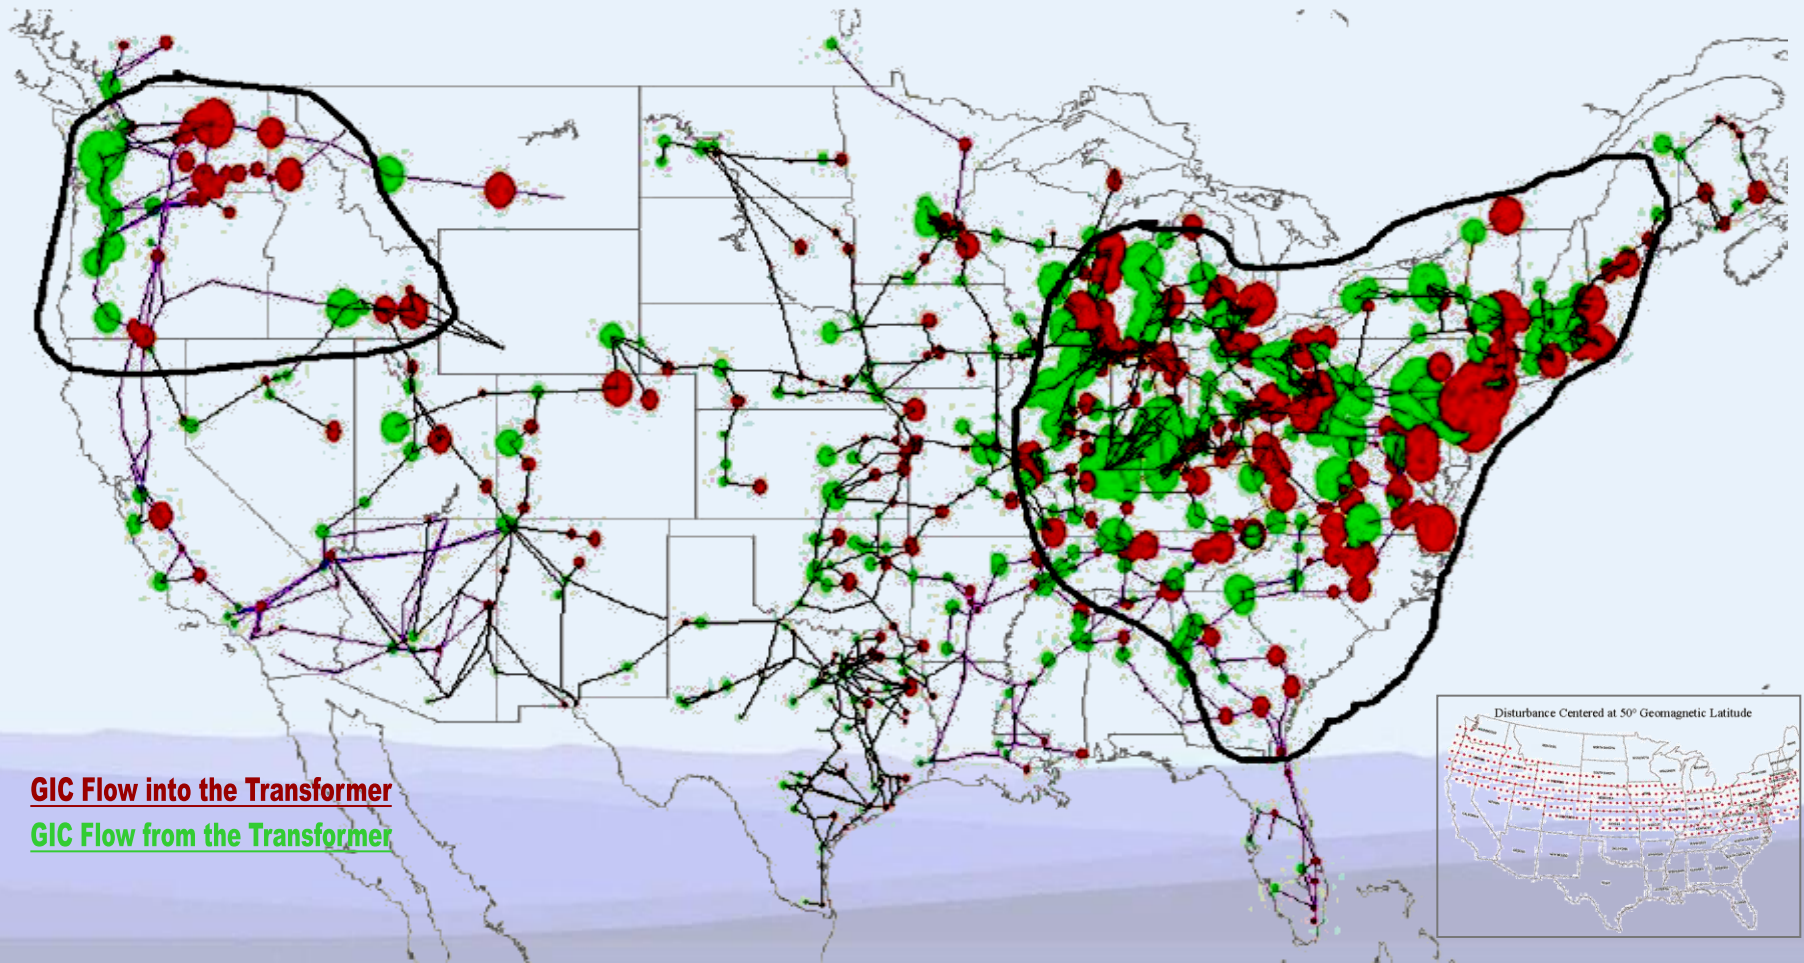 Disturbance Centered at 50° Geomagnetic Latitude
GIC Flow into the Transformer
GIC Flow from the Transformer